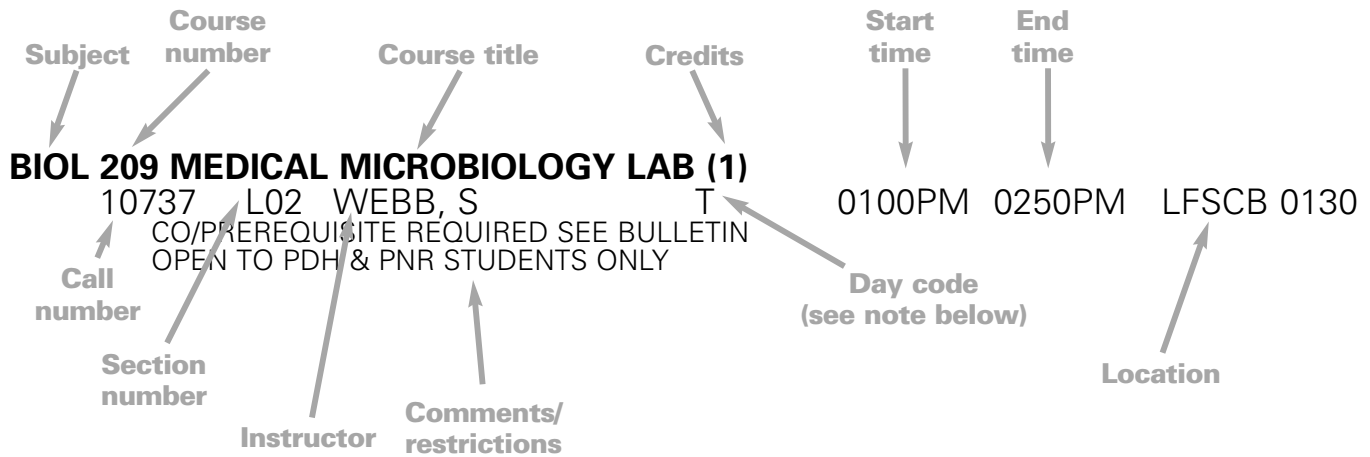 Subject
Course
number
Course title
Credits
Start
time
End
time
BIOL 209 MEDICAL MICROBIOLOGY LAB (1)
10737 L02 WEBB, S T 0100PM 0250PM LFSCB 0130
CO/PREREQUISITE REQUIRED SEE BULLETIN
OPEN TO PDH & PNR STUDENTS ONLY
Call
number
Section
number
Instructor
Comments/
restrictions
Day code
(see note below)
Location